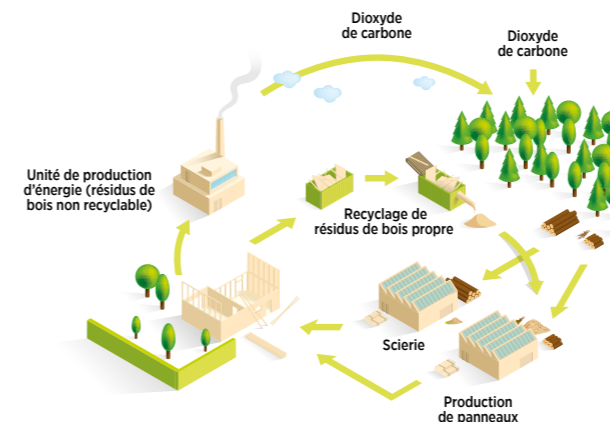 Dioxyde
de carbone
Dioxyde
de carbone
Unité de production
d'énergie (résidus de
bois non recyclable)
Recyclage de
résidus de bois propre
Scierie
Production
de panneaux